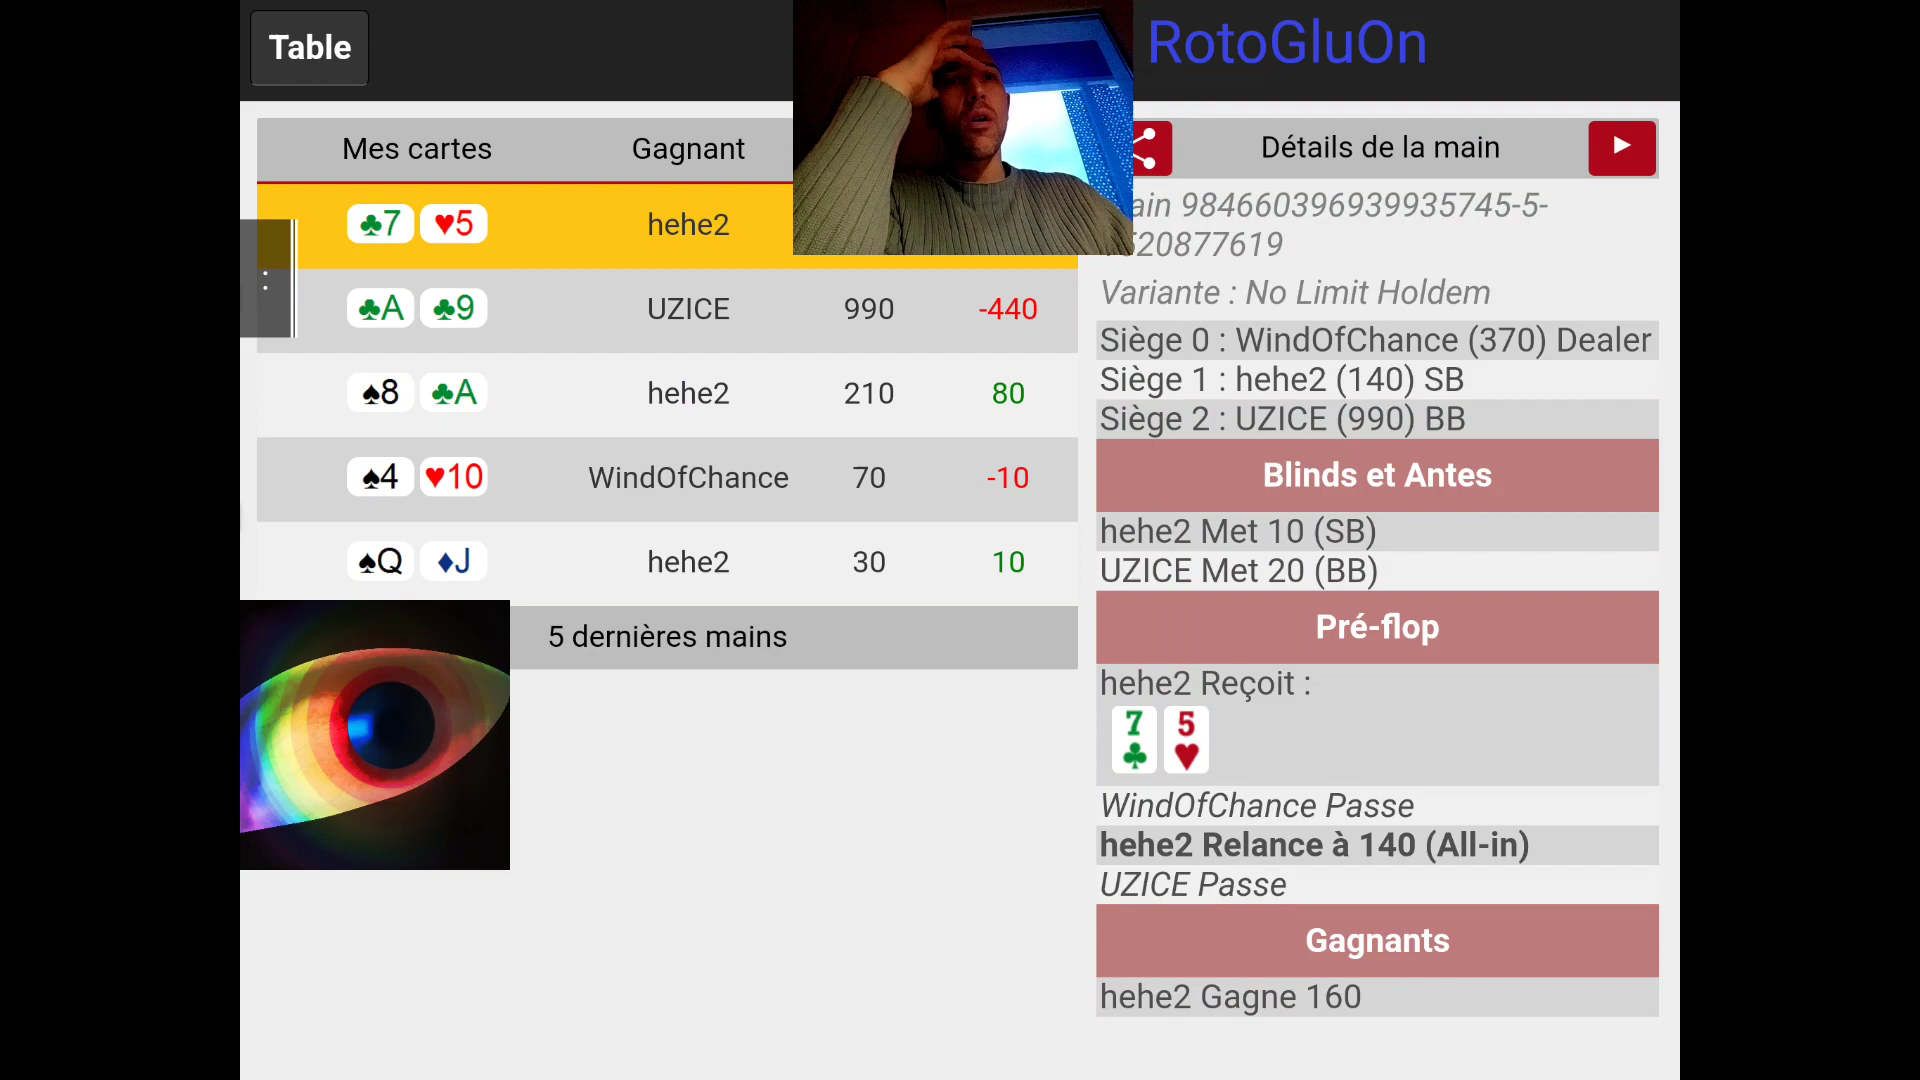 Table
RotoGluOn
Mes cartes Gagnant
♣7 ♥5 hehe2
♣A ♣9 UZICE 990 -440
♠8 ♣A hehe2 210 80
♠4 ♥10 WindOfChance 70 -10
♠Q ♦J hehe2 30 10
5 dernières mains
Détails de la main
984660396939935745-5-
20877619
Variante : No Limit Holdem
Siège 0 : WindOfChance (370) Dealer
Siège 1 : hehe2 (140) SB
Siège 2 : UZICE (990) BB
Blinds et Antes
hehe2 Met 10 (SB)
UZICE Met 20 (BB)
Pré-flop
hehe2 Reçoit :
7♣ 5♥
WindOfChance Passe
hehe2 Relance à 140 (All-in)
UZICE Passe
Gagnants
hehe2 Gagne 160